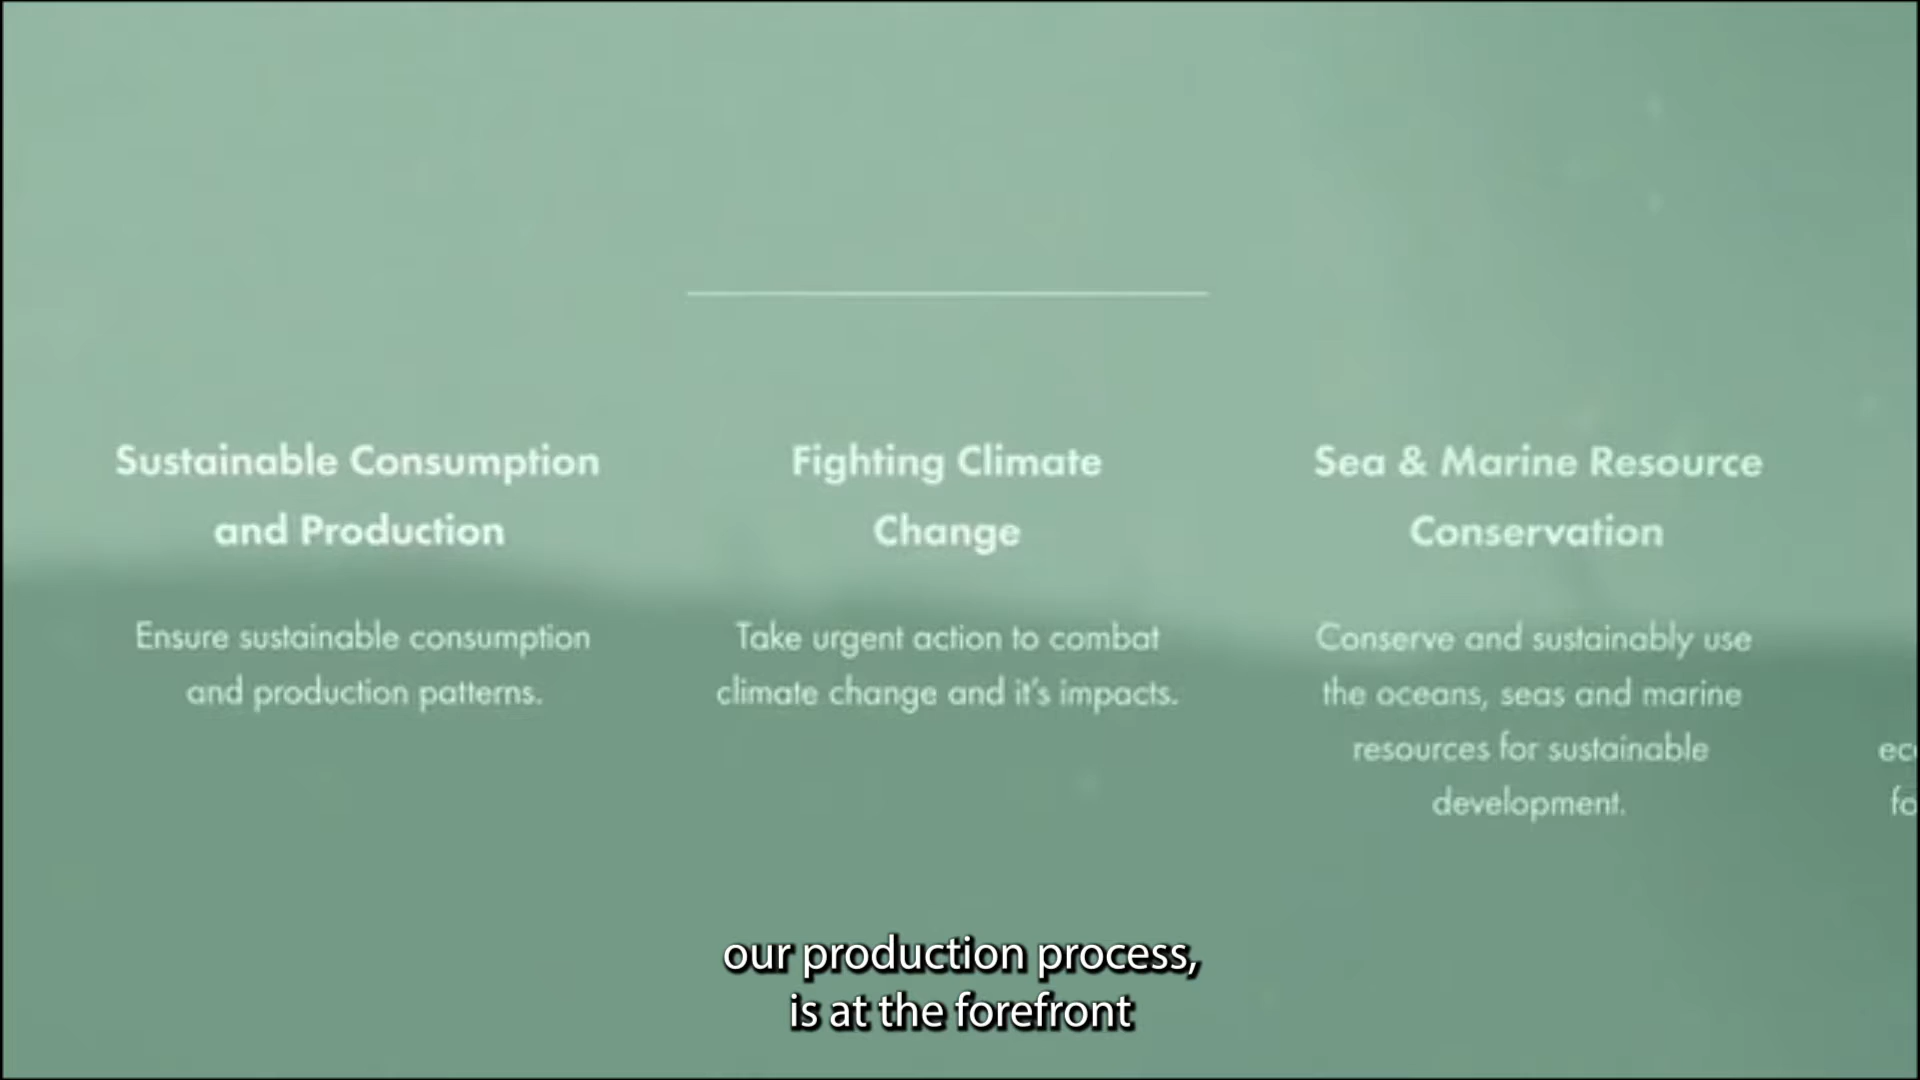 Sustainable Consumption
and Production
Ensure sustainable consumption
and production patterns.
Fighting Climate
Change
Take urgent action to combat
climate change and it's impacts.
Sea & Marine Resource
Conservation
Conserve and sustainably use
the oceans, seas and marine
resources for sustainable
development.
our production process,
is at the forefront